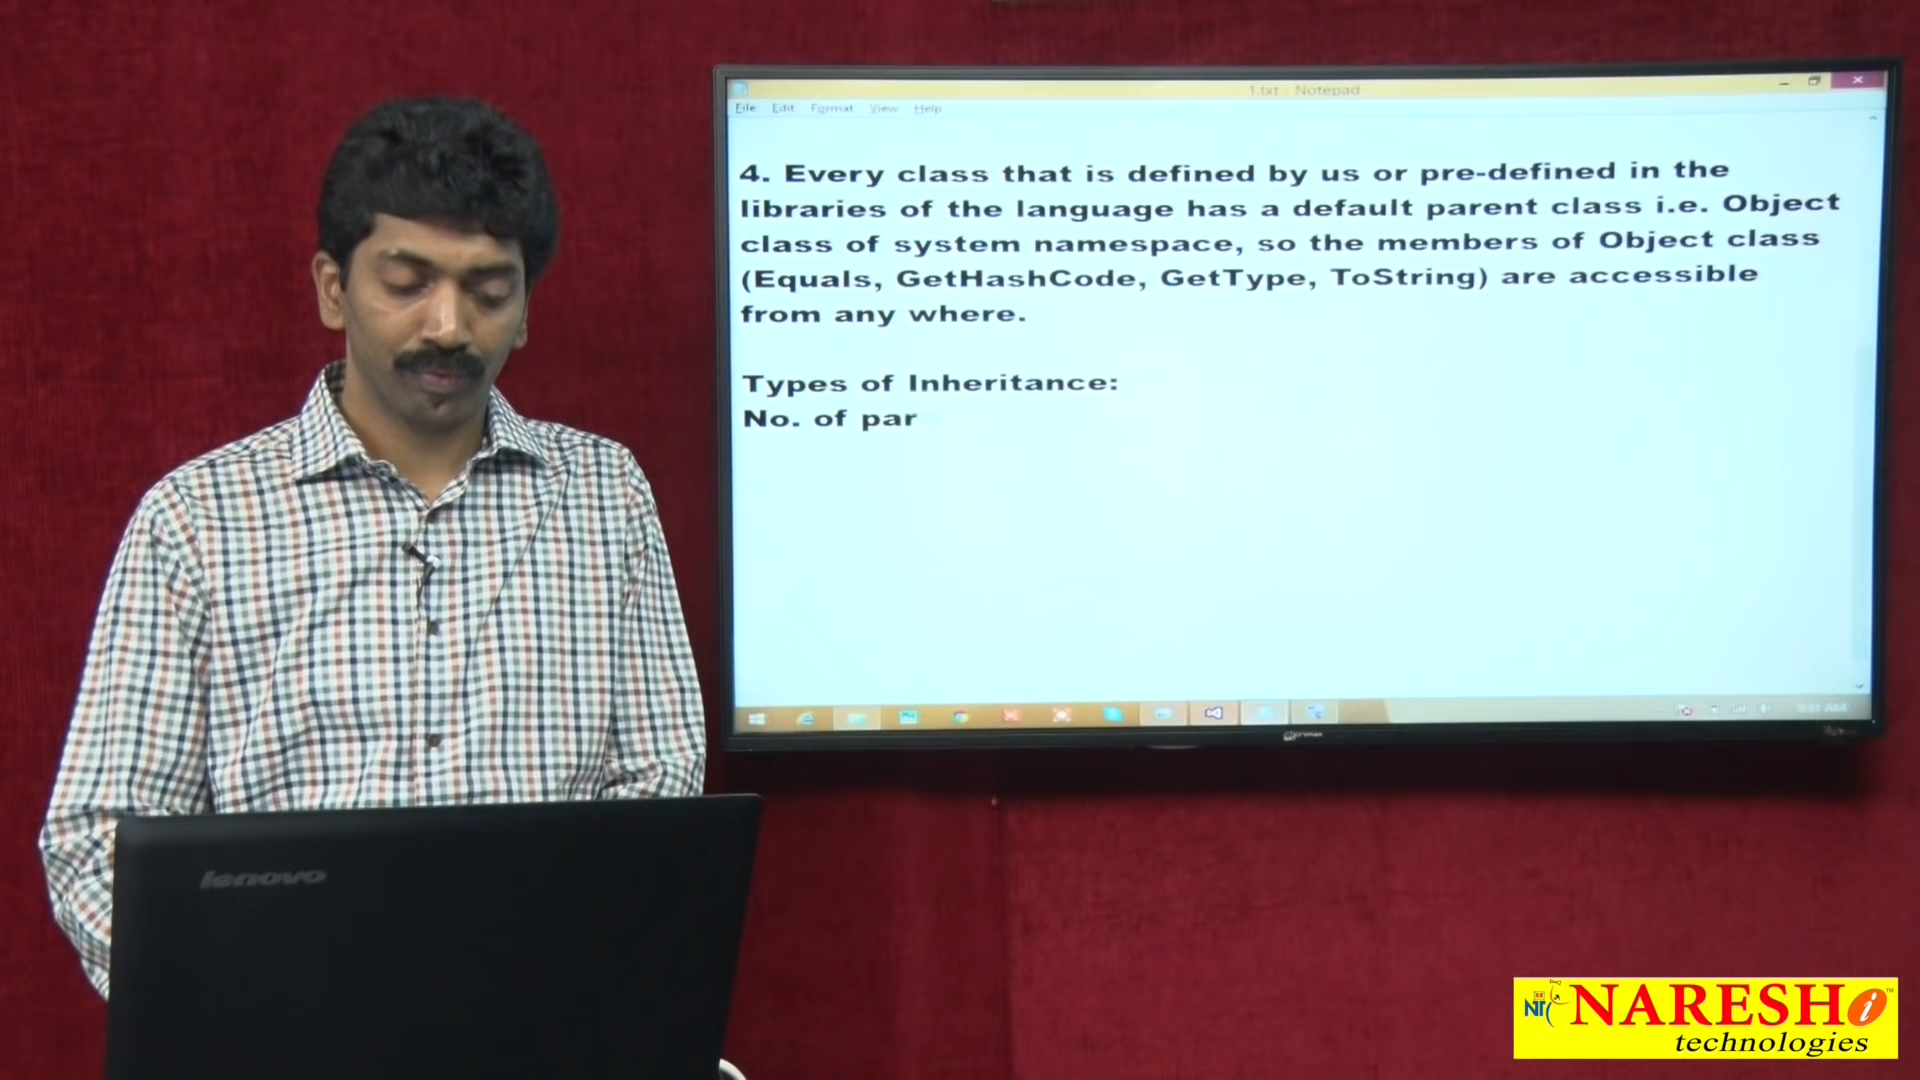 1.txt - Notepad
File Edit Format View Help
4. Every class that is defined by us or pre-defined in the
libraries of the language has a default parent class i.e. Object
class of system namespace, so the members of Object class
(Equals, GetHashCode, GetType, ToString) are accessible
from any where.
Types of Inheritance:
No. of par
lenovo
NARESH i
technologies